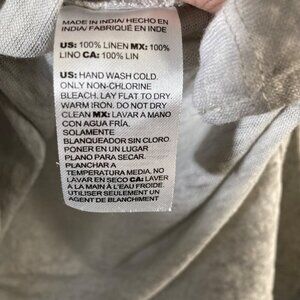 MADE IN INDIA/ HECHO EN
INDIA/ FABRIQUÉ EN INDE
US: 100% LINEN MX: 100%
LINO CA: 100% LIN
US: HAND WASH COLD.
ONLY NON-CHLORINE
BLEACH. LAY FLAT TO DRY.
WARM IRON. DO NOT DRY
CLEAN MX: LAVAR A MANO
CON AGUA FRÍA.
SOLAMENTE
BLANQUEADOR SIN CLORO.
PONER EN UN LUGAR
PLANO PARA SECAR.
PLANCHAR A
TEMPERATURA MEDIA. NO
LAVAR EN SECO CA: LAVER
À LA MAIN À L'EAU FROIDE.
UTILISER SEULEMENT UN
AGENT DE BLANCHIMENT